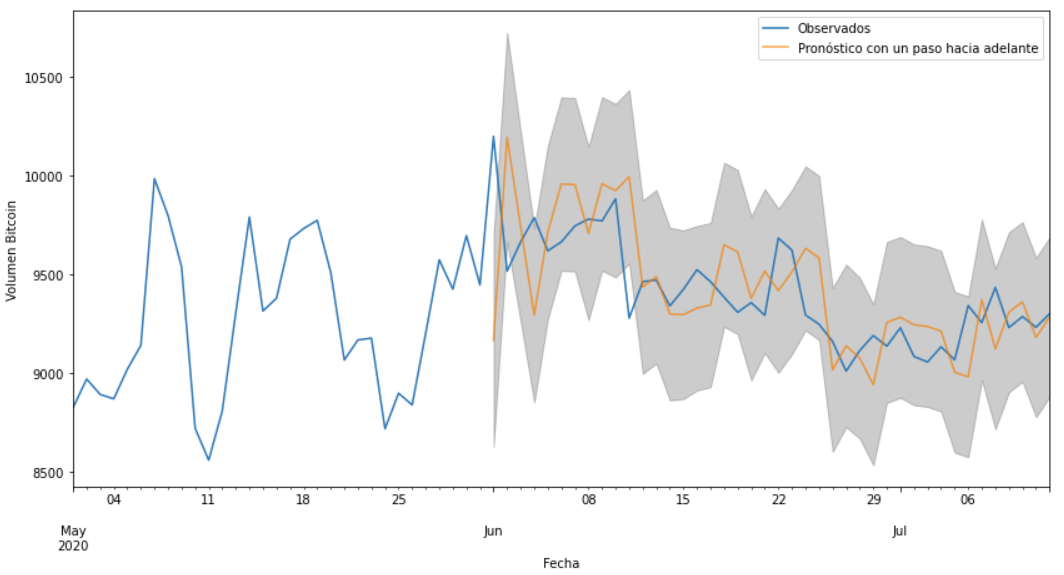 Observados
Pronóstico con un paso hacia adelante
Volumen Bitcoin
10500
10000
9500
9000
8500
04 11 18 25 08 15 22 29 06
May Jun Jul
2020
Fecha